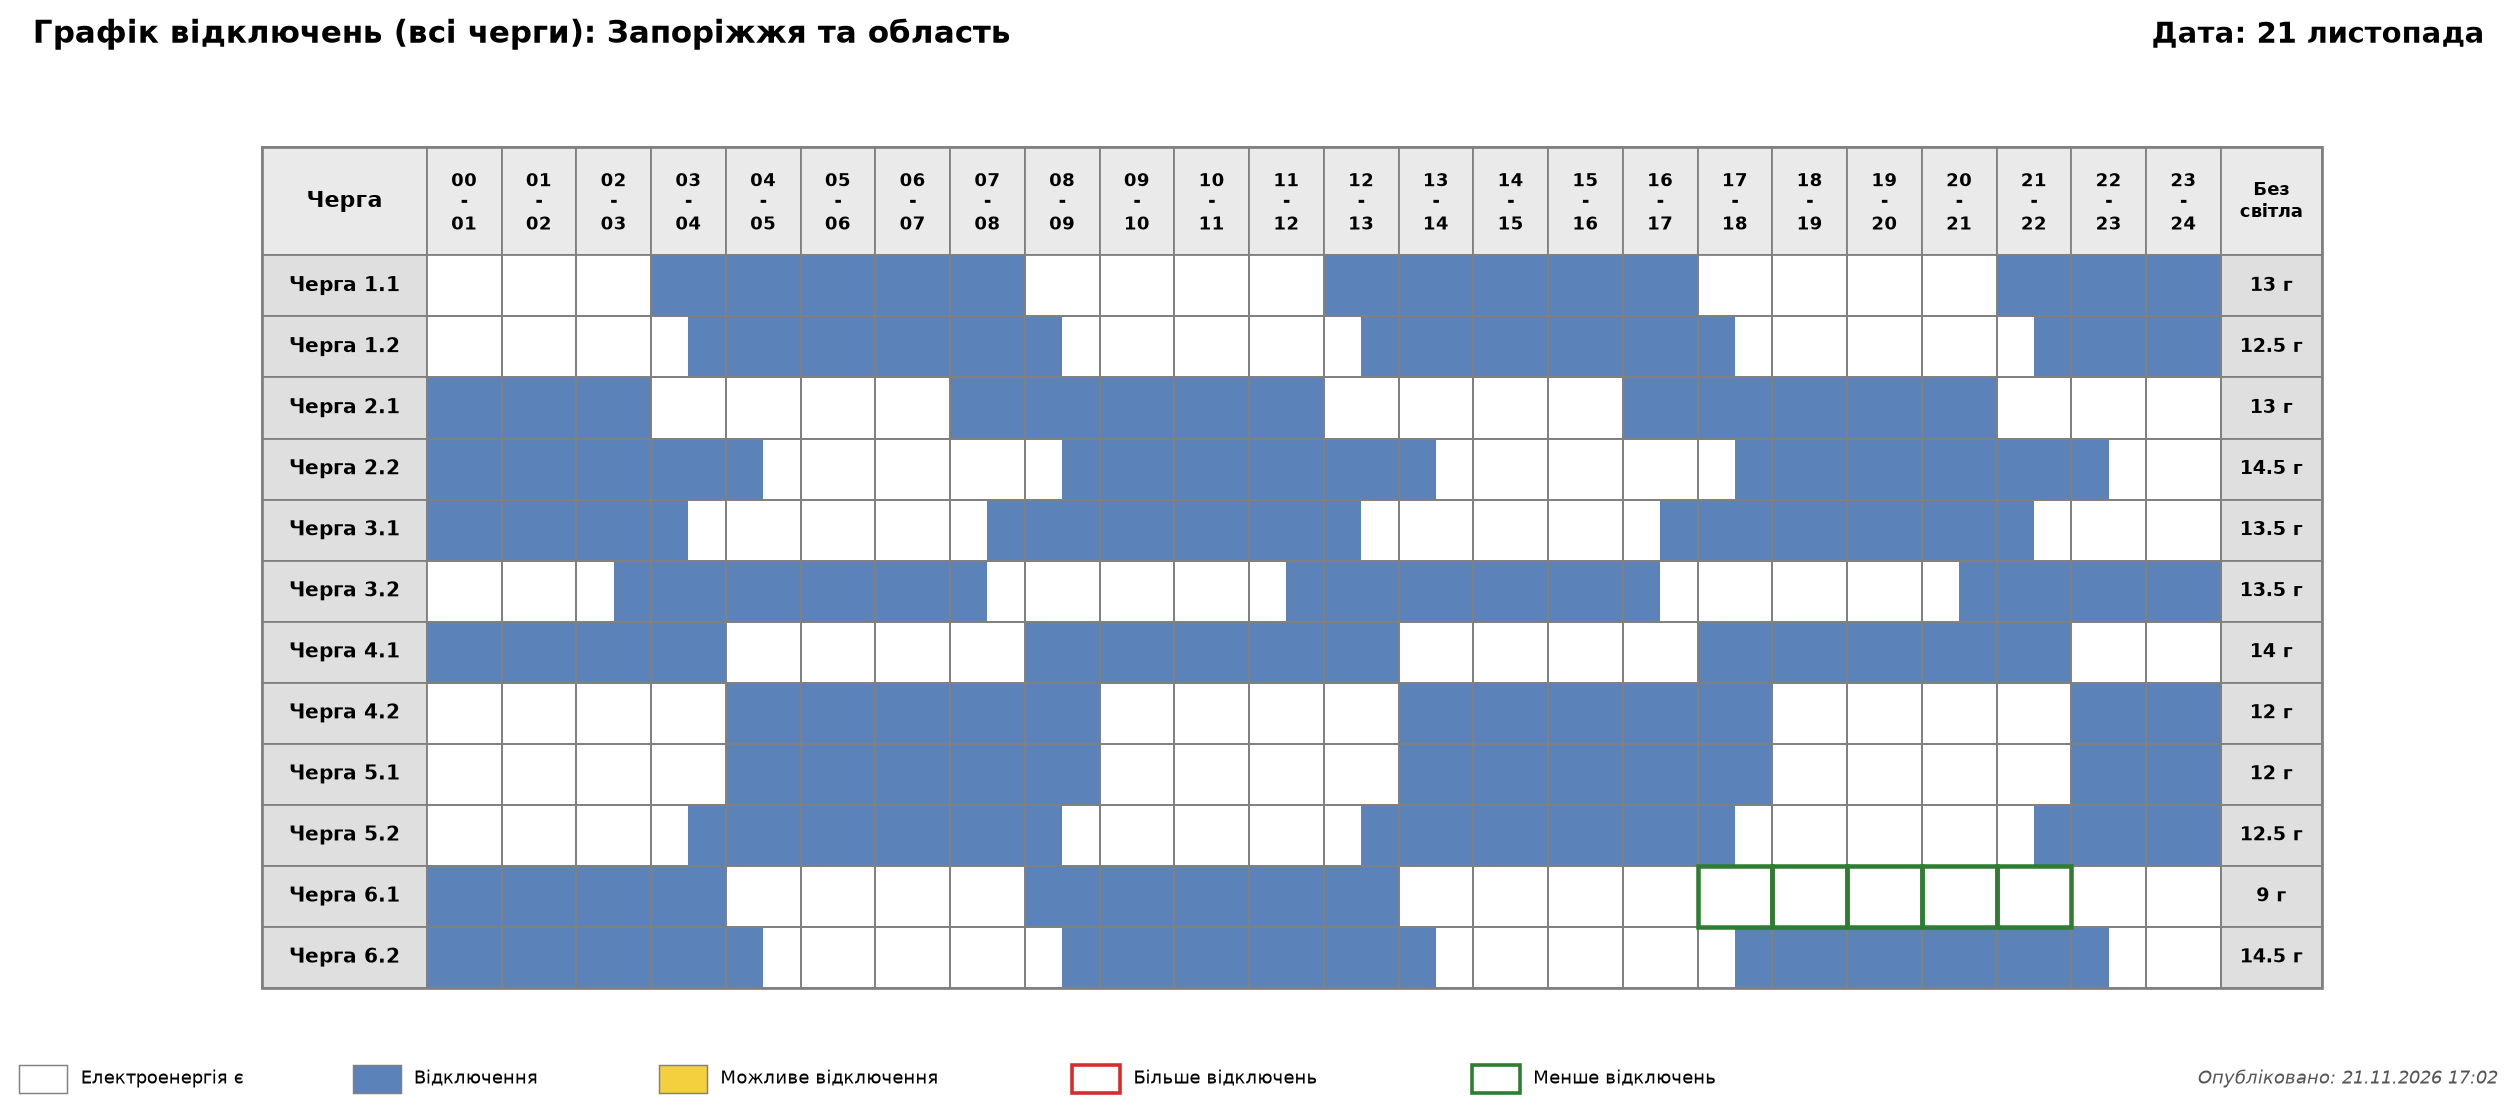 Графік відключень (всі черги): Запоріжжя та область
Дата: 21 листопада
Черга 00 - 01 01 - 02 02 - 03 03 - 04 04 - 05 05 - 06 06 - 07 07 - 08 08 - 09 09 - 10 10 - 11 11 - 12 12 - 13 13 - 14 14 - 15 15 - 16 16 - 17 17 - 18 18 - 19 19 - 20 20 - 21 21 - 22 22 - 23 23 - 24 Без світла
Черга 1.1 13 г
Черга 1.2 12.5 г
Черга 2.1 13 г
Черга 2.2 14.5 г
Черга 3.1 13.5 г
Черга 3.2 13.5 г
Черга 4.1 14 г
Черга 4.2 12 г
Черга 5.1 12 г
Черга 5.2 12.5 г
Черга 6.1 9 г
Черга 6.2 14.5 г
Електроенергія є Відключення Можливе відключення Більше відключень Менше відключень
Опубліковано: 21.11.2026 17:02